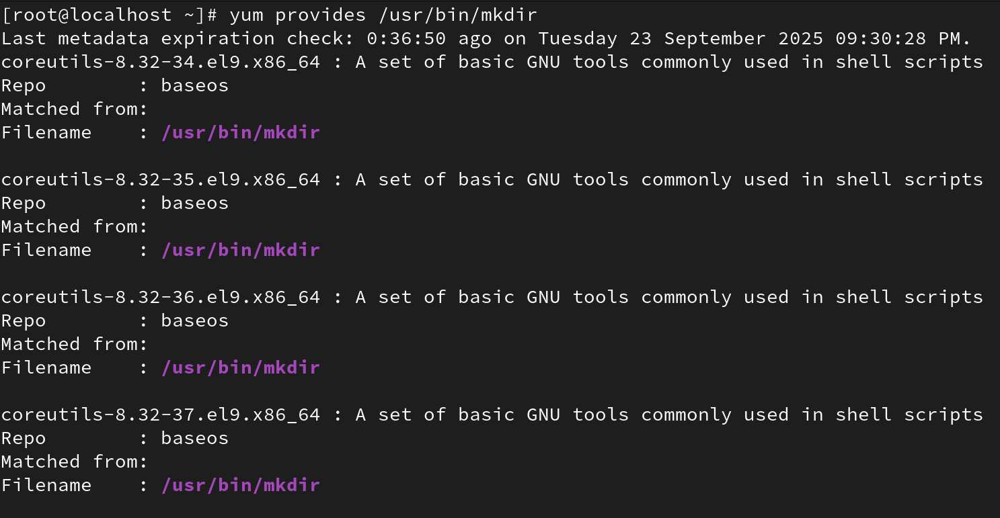 [root@localhost ~]# yum provides /usr/bin/mkdir
Last metadata expiration check: 0:36:50 ago on Tuesday 23 September 2025 09:30:28 PM.
coreutils-8.32-34.el9.x86_64 : A set of basic GNU tools commonly used in shell scripts
Repo        : baseos
Matched from:
Filename    : /usr/bin/mkdir

coreutils-8.32-35.el9.x86_64 : A set of basic GNU tools commonly used in shell scripts
Repo        : baseos
Matched from:
Filename    : /usr/bin/mkdir

coreutils-8.32-36.el9.x86_64 : A set of basic GNU tools commonly used in shell scripts
Repo        : baseos
Matched from:
Filename    : /usr/bin/mkdir

coreutils-8.32-37.el9.x86_64 : A set of basic GNU tools commonly used in shell scripts
Repo        : baseos
Matched from:
Filename    : /usr/bin/mkdir